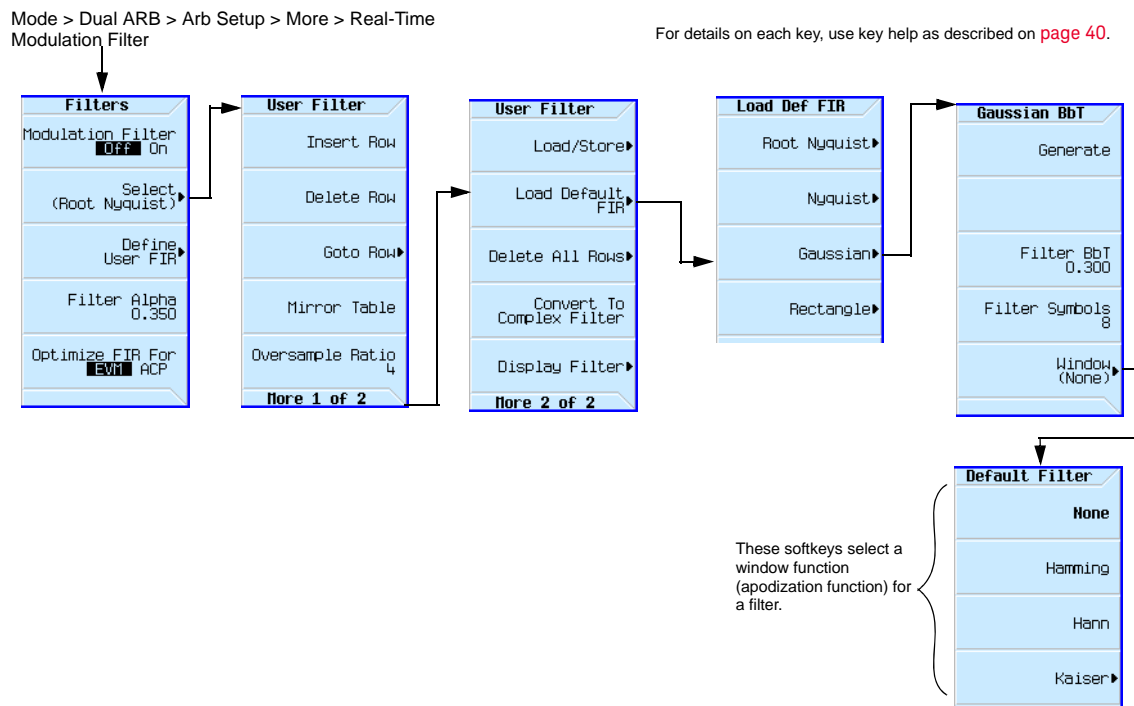 Mode > Dual ARB > Arb Setup > More > Real-Time
Modulation Filter
For details on each key, use key help as described on page 40.
Filters
Modulation Filter
Off On
Select
(Root Nyquist)
Define
User FIR
Filter Alpha
0.350
Optimize FIR For
EVM ACP
User Filter
Insert Row
Delete Row
Goto Row
Mirror Table
Oversample Ratio
4
More 1 of 2
User Filter
Load/Store
Load Default
FIR
Delete All Rows
Convert To
Complex Filter
Display Filter
More 2 of 2
Load Def FIR
Root Nyquist
Nyquist
Gaussian
Rectangle
Gaussian BbT
Generate
Filter BbT
0.300
Filter Symbols
8
Window
(None)
These softkeys select a
window function
(apodization function) for
a filter.
Default Filter
None
Hamming
Hann
Kaiser